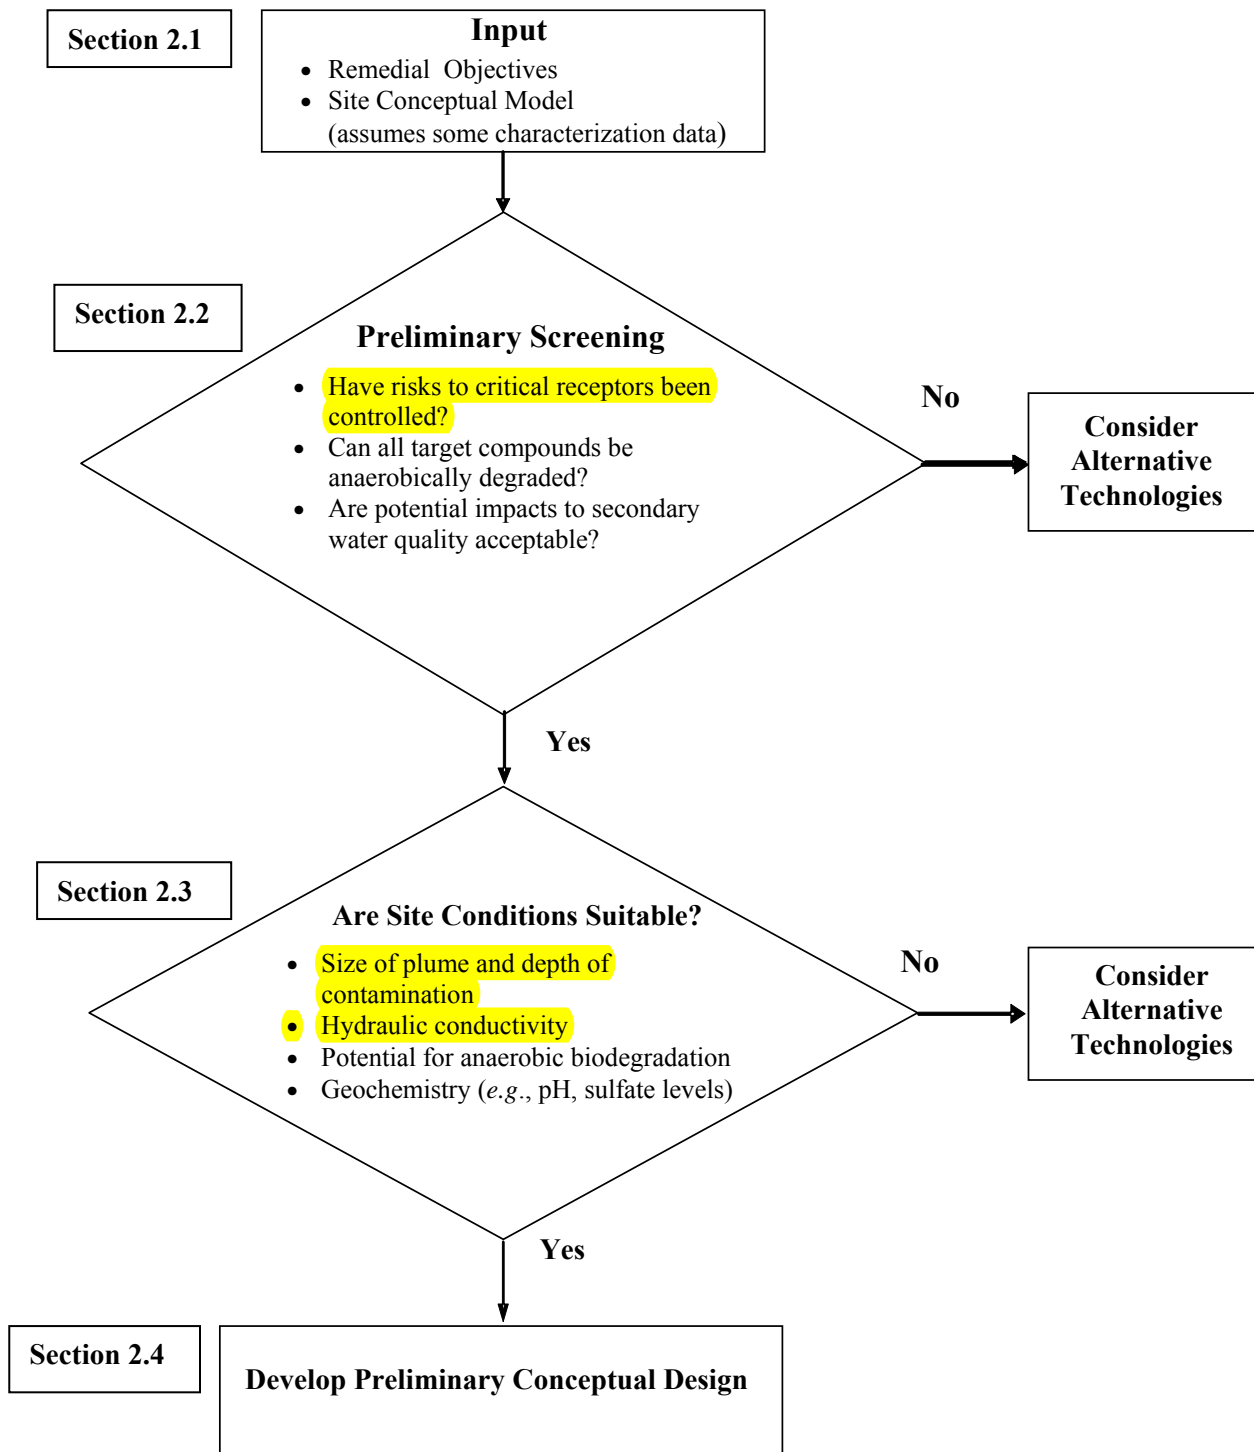 Section 2.1
Input
• Remedial Objectives
• Site Conceptual Model
(assumes some characterization data)
Section 2.2
Preliminary Screening
• Have risks to critical receptors been
controlled?
• Can all target compounds be
anaerobically degraded?
• Are potential impacts to secondary
water quality acceptable?
No
Consider
Alternative
Technologies
Yes
Section 2.3
Are Site Conditions Suitable?
• Size of plume and depth of
contamination
• Hydraulic conductivity
• Potential for anaerobic biodegradation
• Geochemistry (e.g., pH, sulfate levels)
No
Consider
Alternative
Technologies
Yes
Section 2.4
Develop Preliminary Conceptual Design